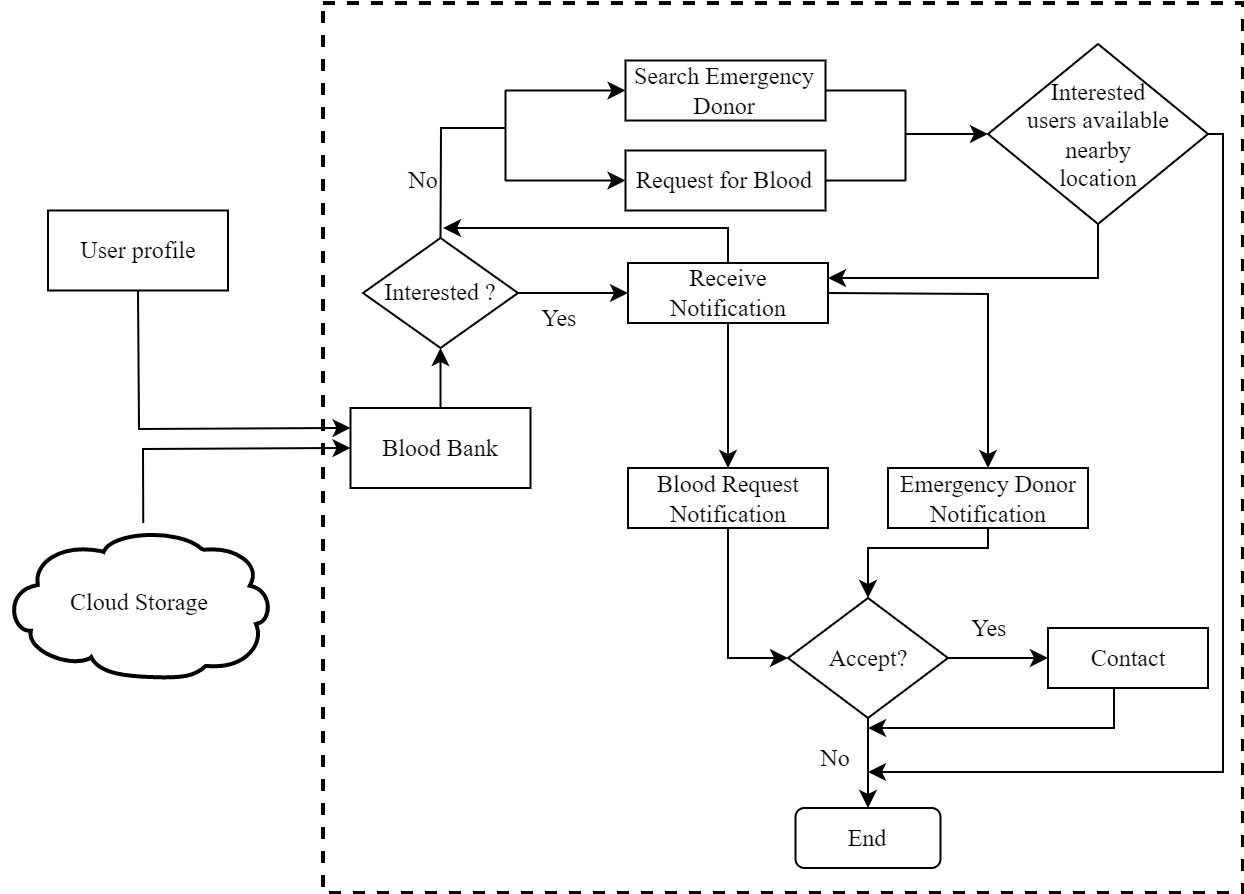 Search Emergency
Donor
Interested
users available
nearby
location
No
Request for Blood
User profile
Interested ?
Yes
Receive
Notification
Blood Bank
Blood Request
Notification
Emergency Donor
Notification
Cloud Storage
Accept?
Yes
Contact
No
End